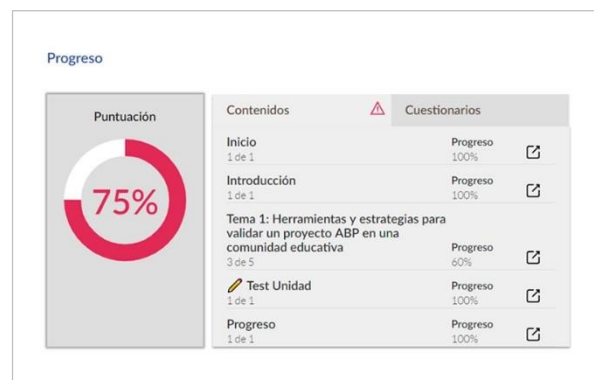 Progreso
Puntuación
75%
Contenidos
Cuestionarios
Inicio
1 de 1
Progreso
100%
Introducción
1 de 1
Progreso
100%
Tema 1: Herramientas y estrategias para
validar un proyecto ABP en una
comunidad educativa
3 de 5
Progreso
60%
Test Unidad
1 de 1
Progreso
100%
Progreso
1 de 1
Progreso
100%